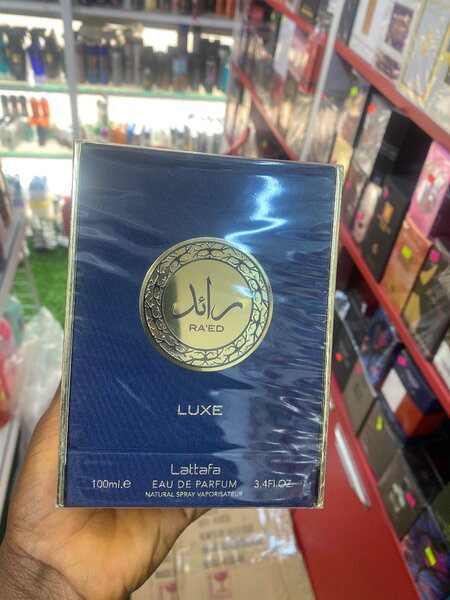 رائد
RA'ED
LUXE
Lattafa
100ml.e EAU DE PARFUM 3.4FL.OZ
NATURAL SPRAY VAPORISATEUR